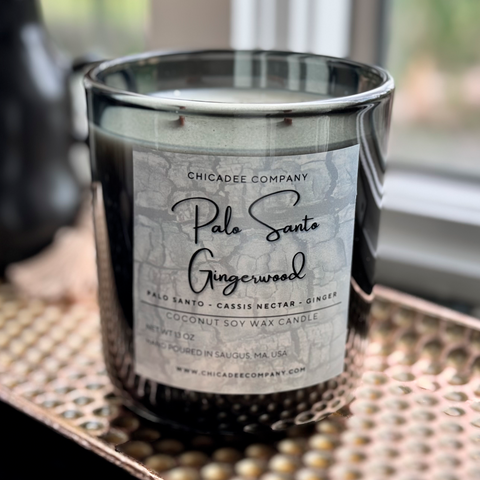 CHICADEE COMPANY
Palo Santo
Gingerwood
PALO SANTO - CASSIS NECTAR - GINGER
COCONUT SOY WAX CANDLE
NET WT 13 OZ
HAND POURED IN SAUGUS, MA, USA
WWW.CHICADEECOMPANY.COM